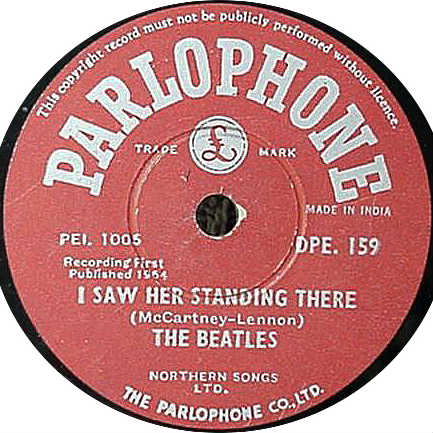 This copyright record must not be publicly performed without licence.
PARLOPHONE
TRADE £ MARK
MADE IN INDIA
PEI. 1005
DPE. 159
Recording First
Published 1964
I SAW HER STANDING THERE
(McCartney-Lennon)
THE BEATLES
NORTHERN SONGS
LTD.
THE PARLOPHONE CO., LTD.